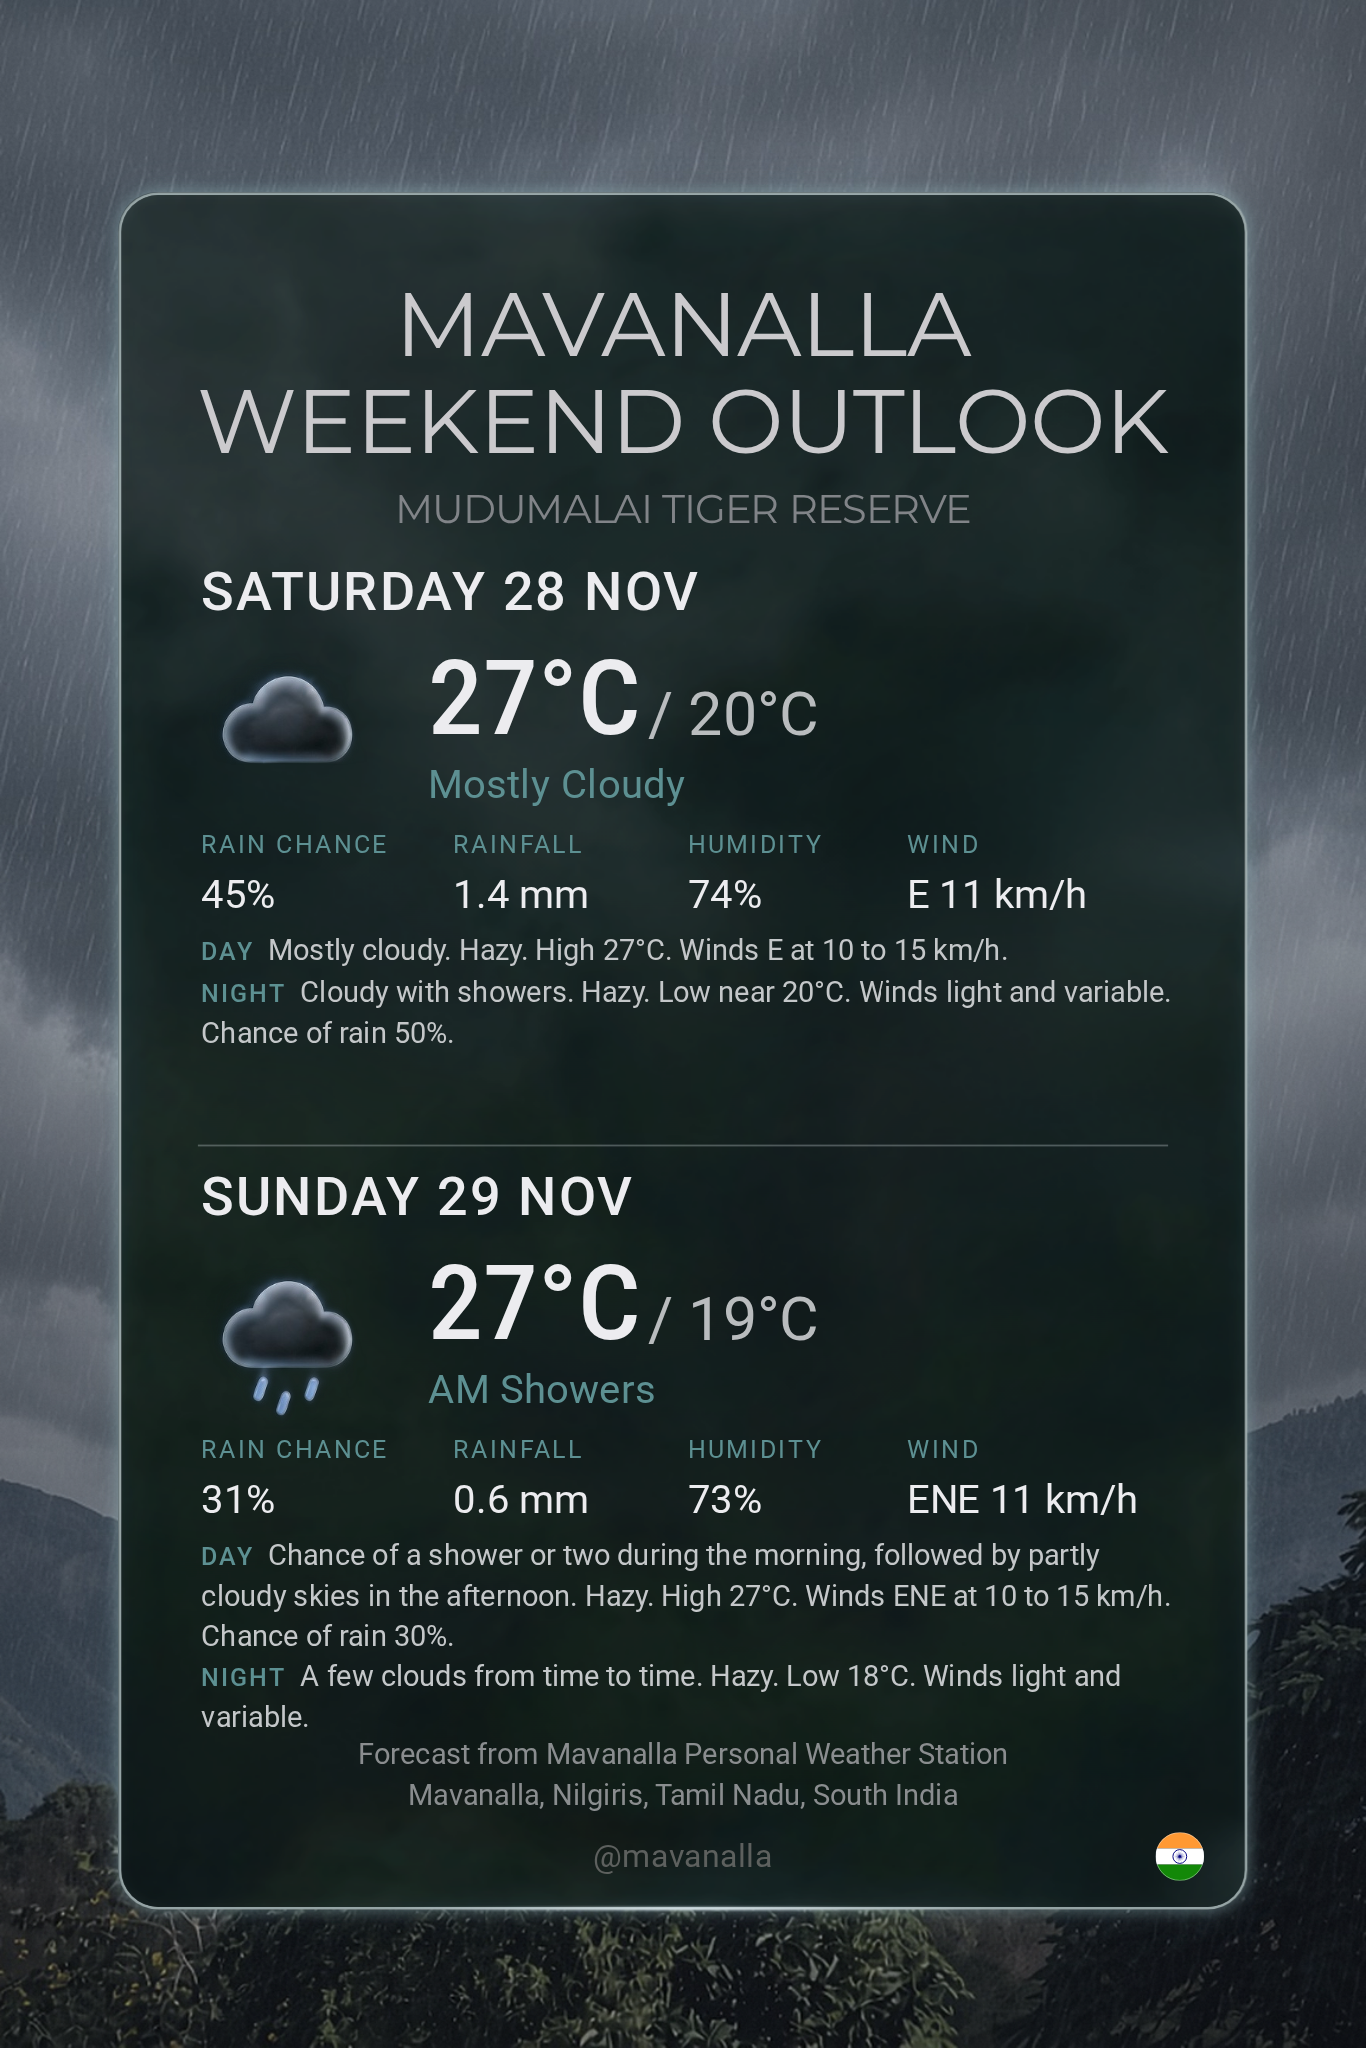 MAVANALLA
WEEKEND OUTLOOK
MUDUMALAI TIGER RESERVE
SATURDAY 28 NOV
27°C / 20°C
Mostly Cloudy
RAIN CHANCE RAINFALL HUMIDITY WIND
45% 1.4 mm 74% E 11 km/h
DAY Mostly cloudy. Hazy. High 27°C. Winds E at 10 to 15 km/h.
NIGHT Cloudy with showers. Hazy. Low near 20°C. Winds light and variable.
Chance of rain 50%.
SUNDAY 29 NOV
27°C / 19°C
AM Showers
RAIN CHANCE RAINFALL HUMIDITY WIND
31% 0.6 mm 73% ENE 11 km/h
DAY Chance of a shower or two during the morning, followed by partly
cloudy skies in the afternoon. Hazy. High 27°C. Winds ENE at 10 to 15 km/h.
Chance of rain 30%.
NIGHT A few clouds from time to time. Hazy. Low 18°C. Winds light and
variable.
Forecast from Mavanalla Personal Weather Station
Mavanalla, Nilgiris, Tamil Nadu, South India
@mavanalla